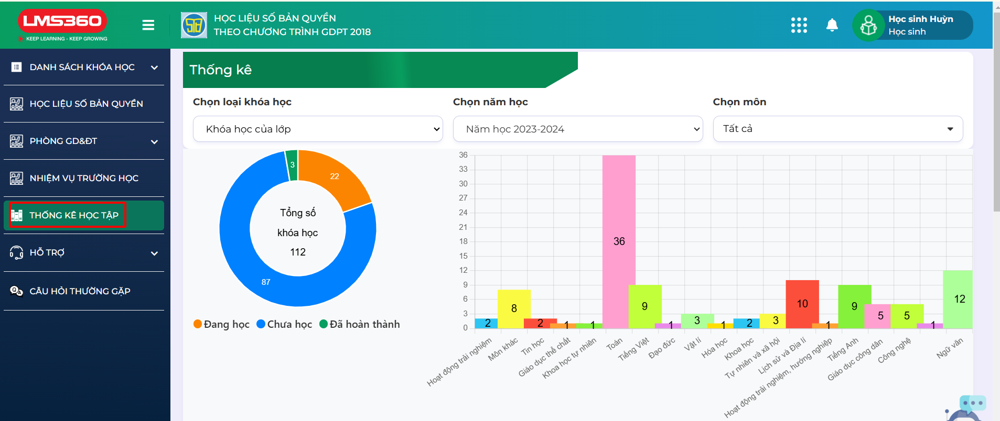 LMS360
KEEP LEARNING - KEEP GROWING
HỌC LIỆU SỐ BẢN QUYỀN
THEO CHƯƠNG TRÌNH GDPT 2018
Học sinh Huỳn
Học sinh
DANH SÁCH KHÓA HỌC
HỌC LIỆU SỐ BẢN QUYỀN
PHÒNG GD&ĐT
NHIỆM VỤ TRƯỜNG HỌC
THỐNG KÊ HỌC TẬP
HỖ TRỢ
CÂU HỎI THƯỜNG GẶP
Thống kê
Chọn loại khóa học
Khóa học của lớp
Chọn năm học
Năm học 2023-2024
Chọn môn
Tất cả
3
22
87
Tổng số
khóa học
112
Đang học
Chưa học
Đã hoàn thành
36
33
30
27
24
21
18
15
12
9
6
3
0
2
8
2
1
1
36
9
1
3
1
2
3
10
1
9
5
5
1
12
Hoạt động trải nghiệm
Môn khác
Tin học
Giáo dục thể chất
Khoa học tự nhiên
Toán
Tiếng Việt
Đạo đức
Vật lí
Hóa học
Khoa học
Tự nhiên và xã hội
Lịch sử và Địa lí
Hoạt động trải nghiệm, hướng nghiệp
Tiếng Anh
Giáo dục công dân
Công nghệ
Ngữ văn